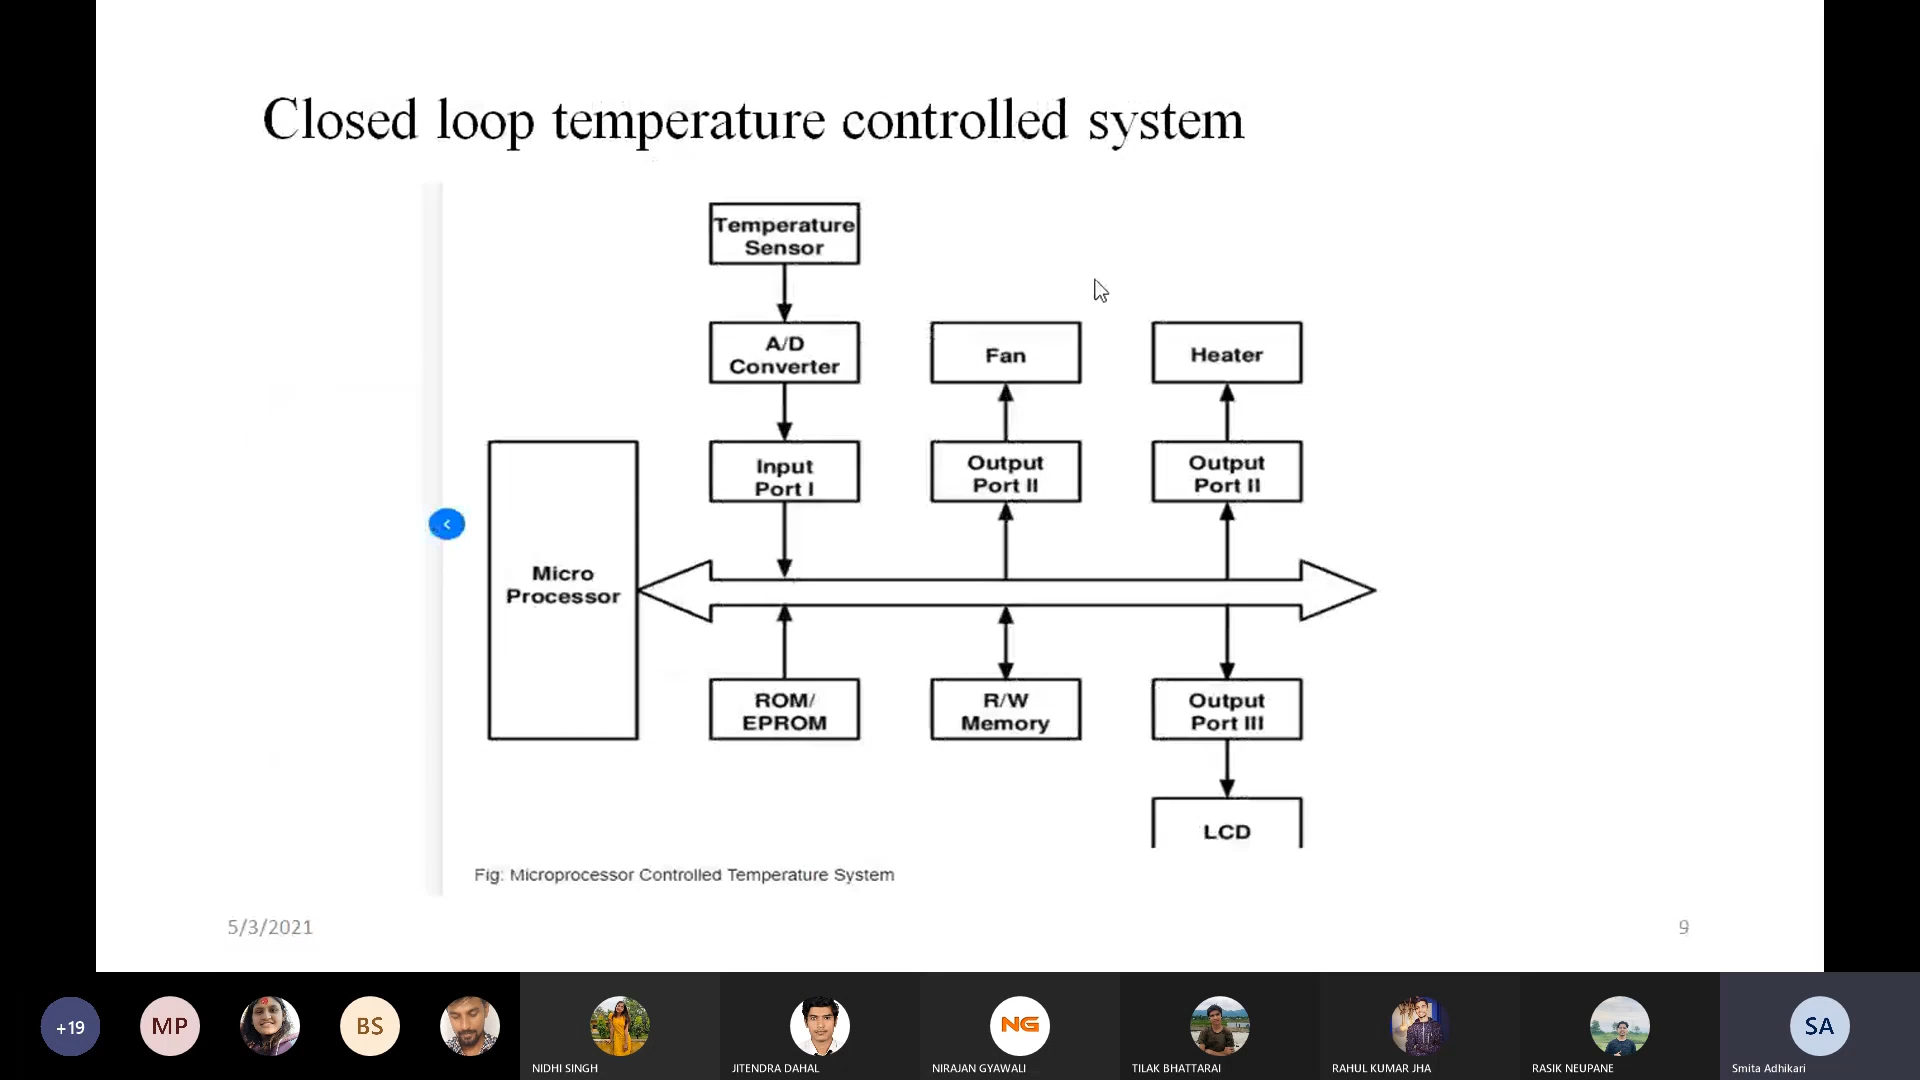 Closed loop temperature controlled system
Temperature
Sensor
A/D
Converter
Fan
Heater
Input
Port I
Output
Port II
Output
Port II
Micro
Processor
ROM/
EPROM
R/W
Memory
Output
Port III
LCD
Fig: Microprocessor Controlled Temperature System
5/3/2021
9
+19
MP
BS
NG
SA
NIDHI SINGH
JITENDRA DAHAL
NIRAJAN GYAWALI
TILAK BHATTARAI
RAHUL KUMAR JHA
RASIK NEUPANE
Smita Adhikari